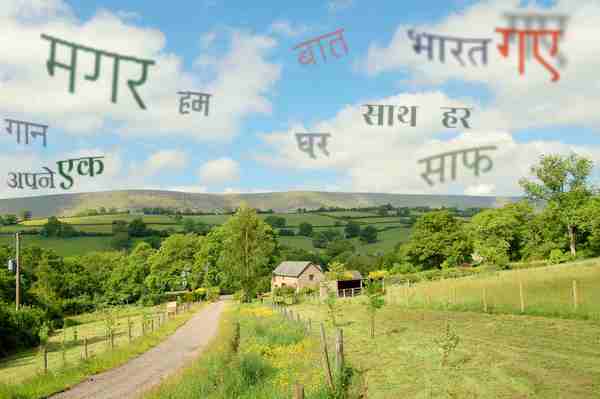 मगर
हम
बात
भारत
गए
गान
अपने
एक
घर
साथ
हर
साफ